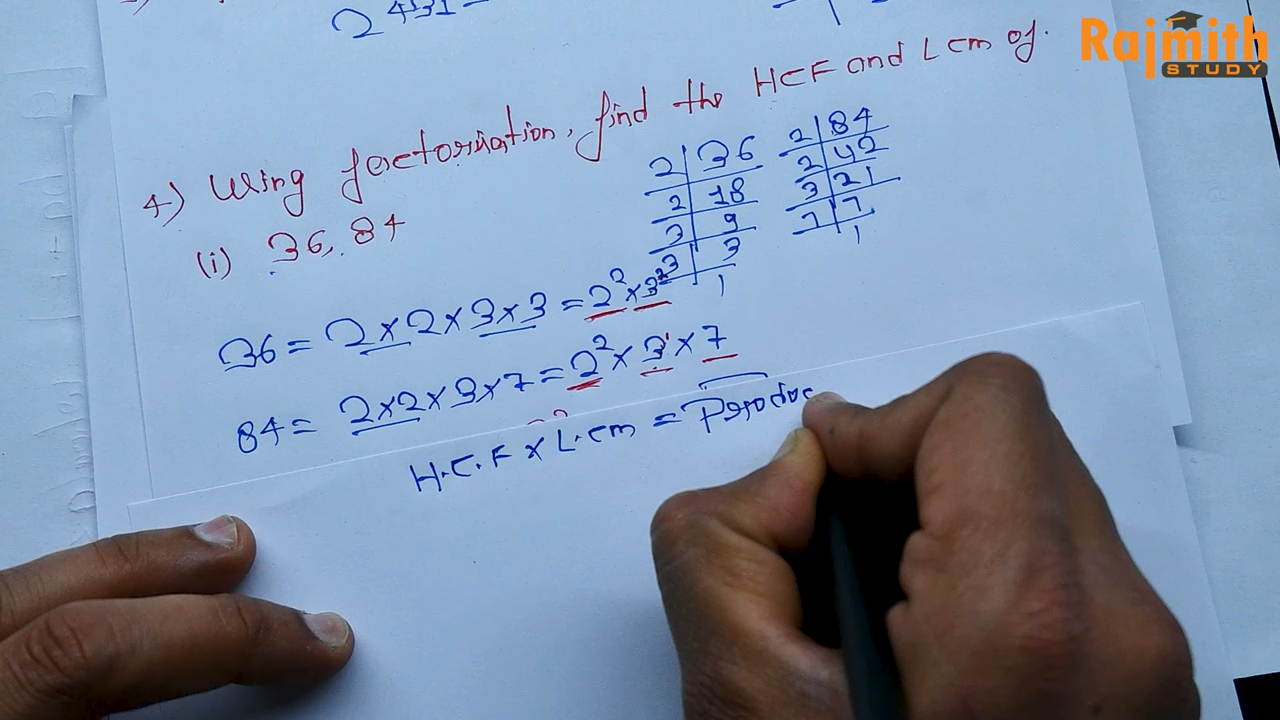 Rajmith
STUDY
2
4) Using factorization, find the HCF and Lcm of.
(i) 36, 84
2 36
2 18
3 9
3 3
1
2 84
2 42
3 21
7 7
1
36 = 2 × 2 × 3 × 3 = 2² × 3²
84 = 2 × 2 × 3 × 7 = 2² × 3¹ × 7
H.C.F × L.cm = Produc